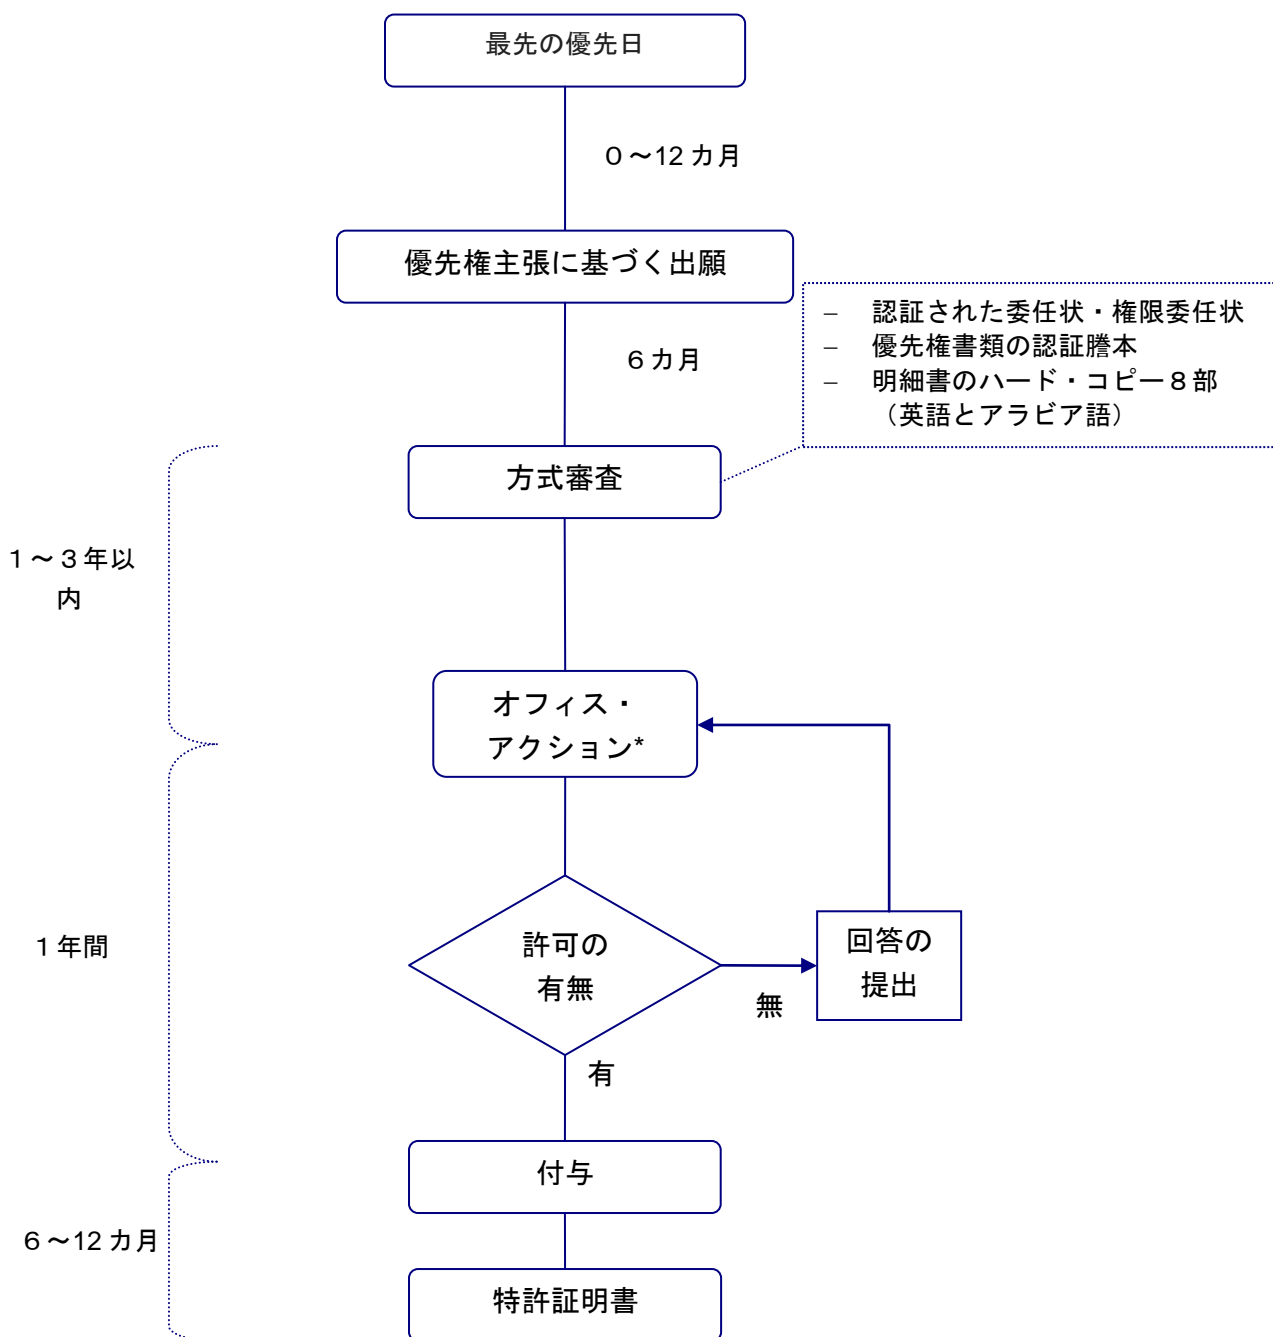 最先の優先日
０～12 カ月
優先権主張に基づく出願
６カ月
－ 認証された委任状・権限委任状
－ 優先権書類の認証謄本
－ 明細書のハード・コピー８部
（英語とアラビア語）
方式審査
１～３年以
内
オフィス・
アクション*
１年間
許可の
有無
無
回答の
提出
有
付与
６～12 カ月
特許証明書